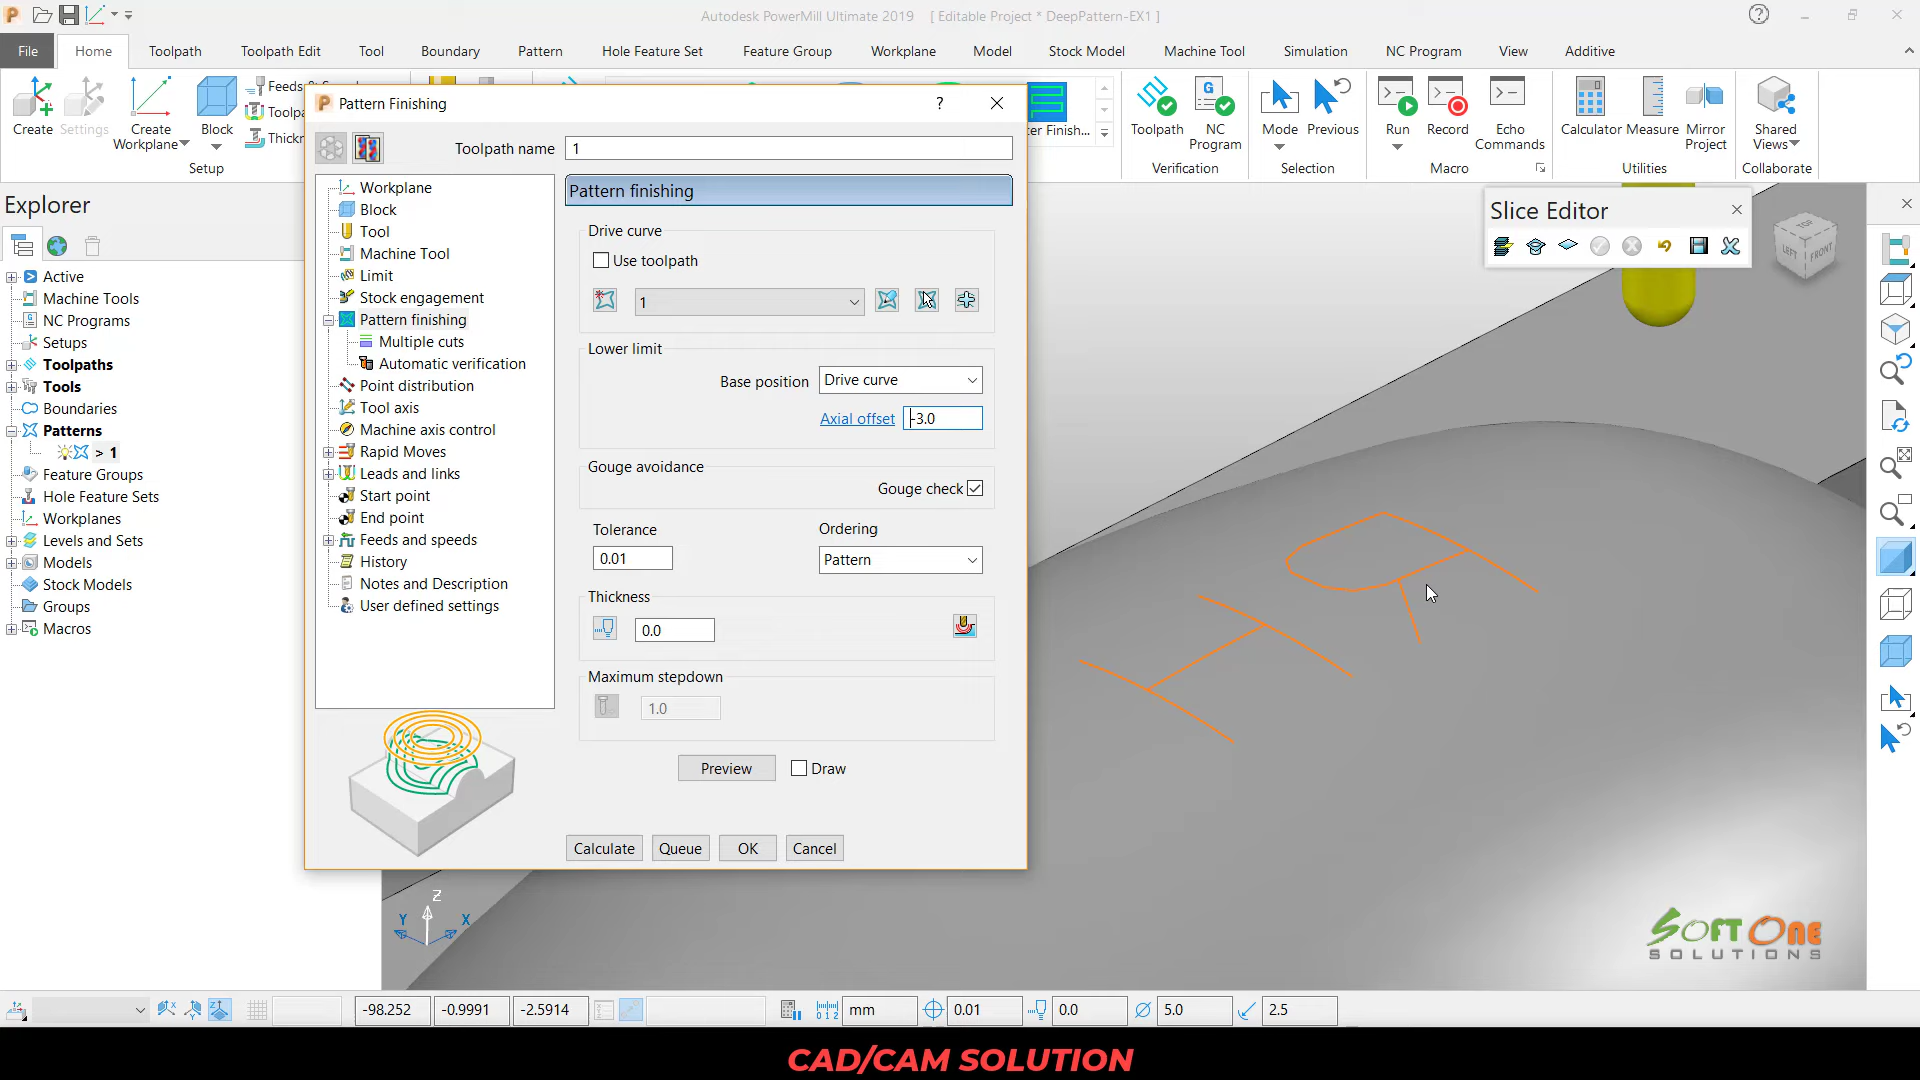 Autodesk PowerMill Ultimate 2019 [ Editable Project * DeepPattern-EX1 ]
File Home Toolpath Toolpath Edit Tool Boundary Pattern Hole Feature Set Feature Group Workplane Model Stock Model Machine Tool Simulation NC Program View Additive
Create
Settings
Create Workplane
Block
Setup
Feeds
Toolpa
Thickn
er Finish...
Toolpath
NC Program
Verification
Mode
Previous
Selection
Run
Record
Echo Commands
Macro
Calculator
Measure
Mirror Project
Utilities
Shared Views
Collaborate
Explorer
Active
Machine Tools
NC Programs
Setups
Toolpaths
Tools
Boundaries
Patterns
> 1
Feature Groups
Hole Feature Sets
Workplanes
Levels and Sets
Models
Stock Models
Groups
Macros
Pattern Finishing
?
Toolpath name 1
Workplane
Block
Tool
Machine Tool
Limit
Stock engagement
Pattern finishing
Multiple cuts
Automatic verification
Point distribution
Tool axis
Machine axis control
Rapid Moves
Leads and links
Start point
End point
Feeds and speeds
History
Notes and Description
User defined settings
Pattern finishing
Drive curve
Use toolpath
1
Lower limit
Base position Drive curve
Axial offset -3.0
Gouge avoidance
Gouge check
Tolerance
0.01
Ordering
Pattern
Thickness
0.0
Maximum stepdown
1.0
Preview
Draw
Calculate Queue OK Cancel
Slice Editor
TOP
LEFT
FRONT
Z
Y
X
SOFT ONE
SOLUTIONS
-98.252 -0.9991 -2.5914 mm 0.01 0.0 5.0 2.5
CAD/CAM SOLUTION